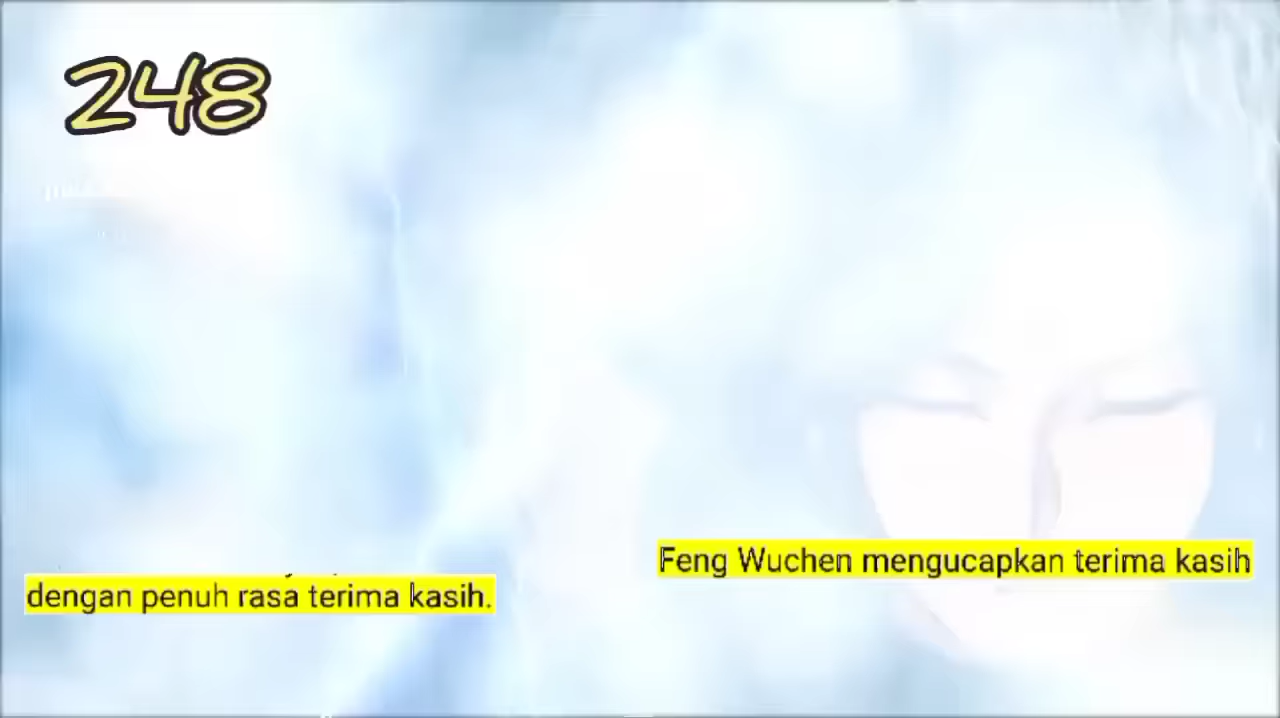 248
Feng Wuchen mengucapkan terima kasih
dengan penuh rasa terima kasih.